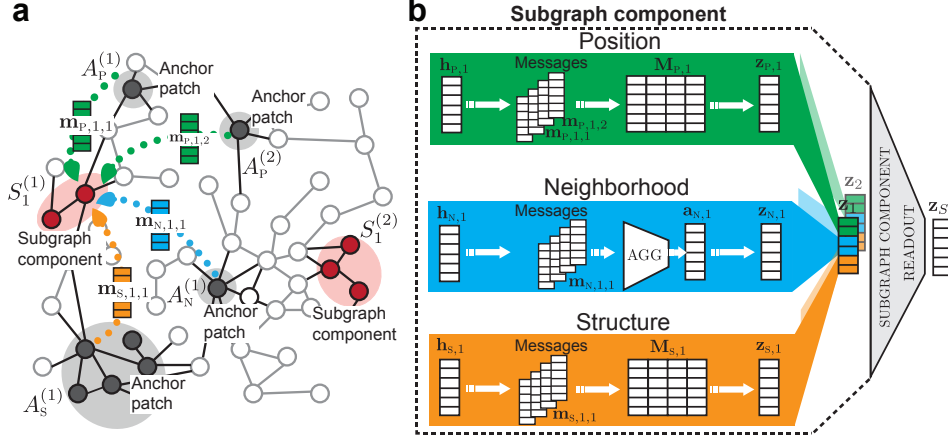 a
A_P^(1)
Anchor
patch
Anchor
patch
m_P,1,1
m_P,1,2
A_P^(2)
S_1^(1)
S_1^(2)
Subgraph
component
m_N,1,1
m_S,1,1
A_N^(1)
Anchor
patch
Subgraph
component
Anchor
patch
A_S^(1)
b
Subgraph component
Position
h_P,1
Messages
m_P,1,2
m_P,1,1
M_P,1
z_P,1
Neighborhood
h_N,1
Messages
m_N,1,1
AGG
a_N,1
z_N,1
Structure
h_S,1
Messages
m_S,1,1
M_S,1
z_S,1
z_2
SUBGRAPH COMPONENT
READOUT
z_S